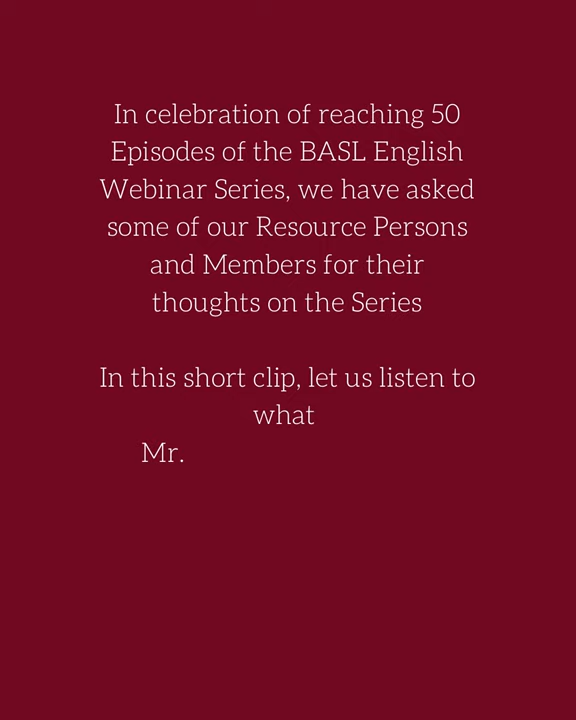 In celebration of reaching 50
Episodes of the BASL English
Webinar Series, we have asked
some of our Resource Persons
and Members for their
thoughts on the Series
In this short clip, let us listen to
what
Mr.